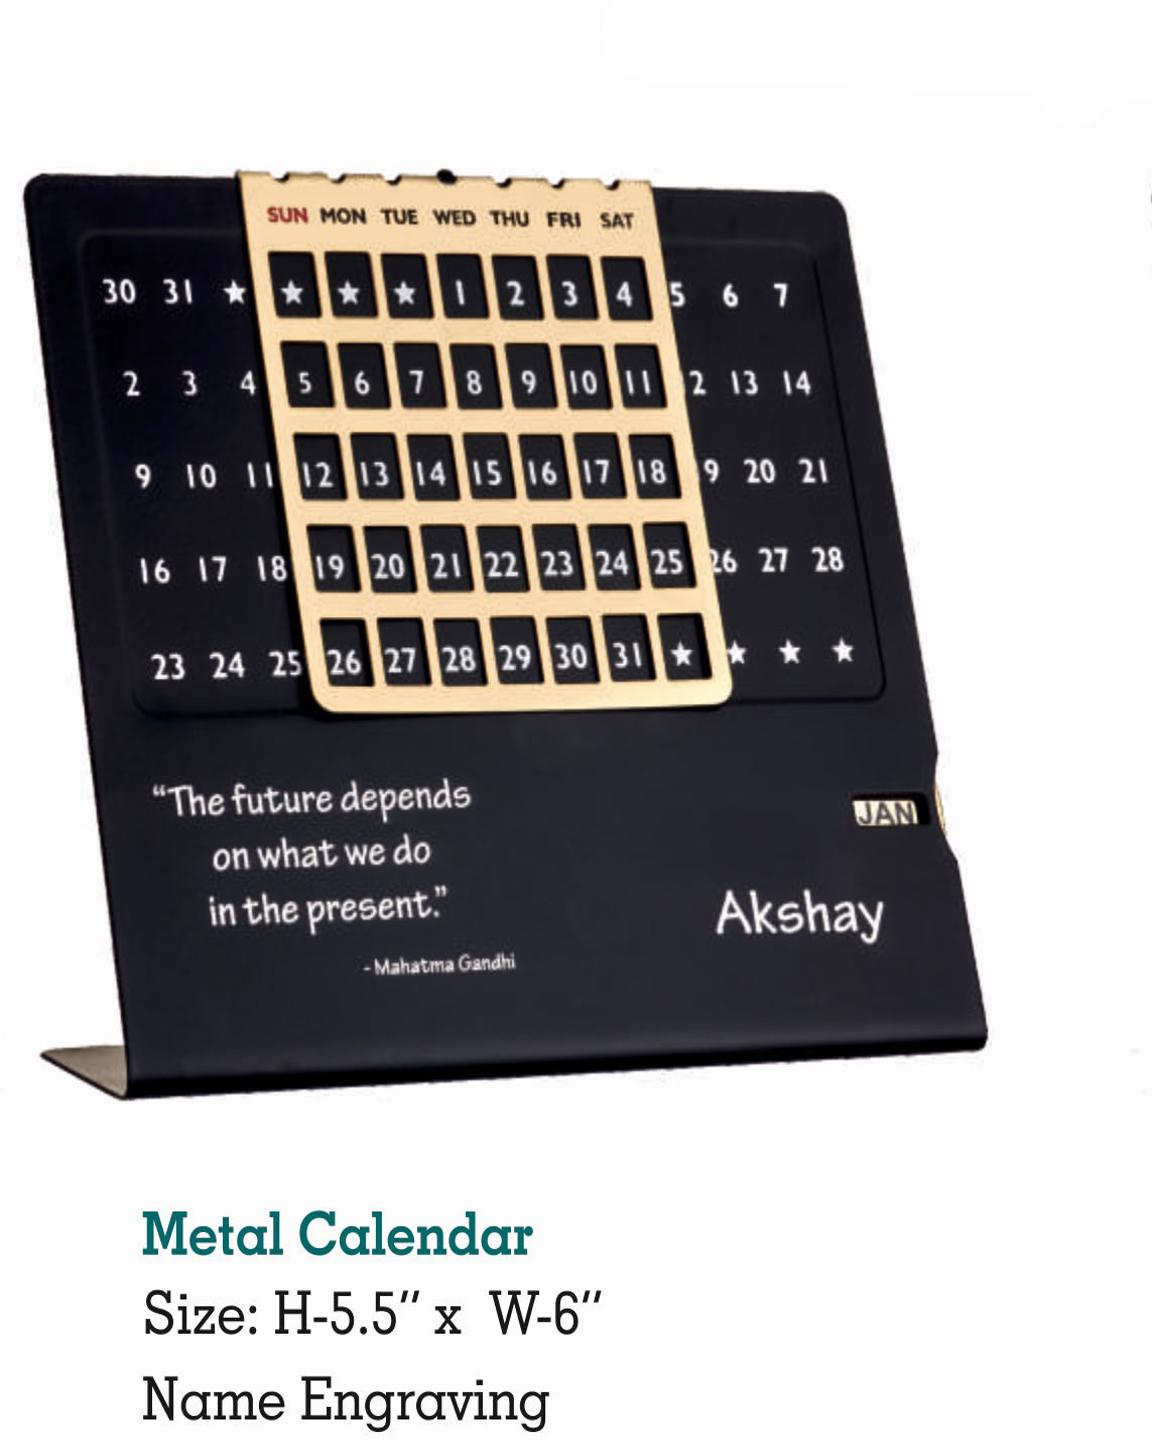 SUN MON TUE WED THU FRI SAT
30 31 ★ ★ ★ ★ 1 2 3 4 5 6 7
2 3 4 5 6 7 8 9 10 11 12 13 14
9 10 11 12 13 14 15 16 17 18 19 20 21
16 17 18 19 20 21 22 23 24 25 26 27 28
23 24 25 26 27 28 29 30 31 ★ ★ ★ ★
“The future depends
on what we do
in the present.”
- Mahatma Gandhi
JAN
Akshay
Metal Calendar
Size: H-5.5” x W-6”
Name Engraving